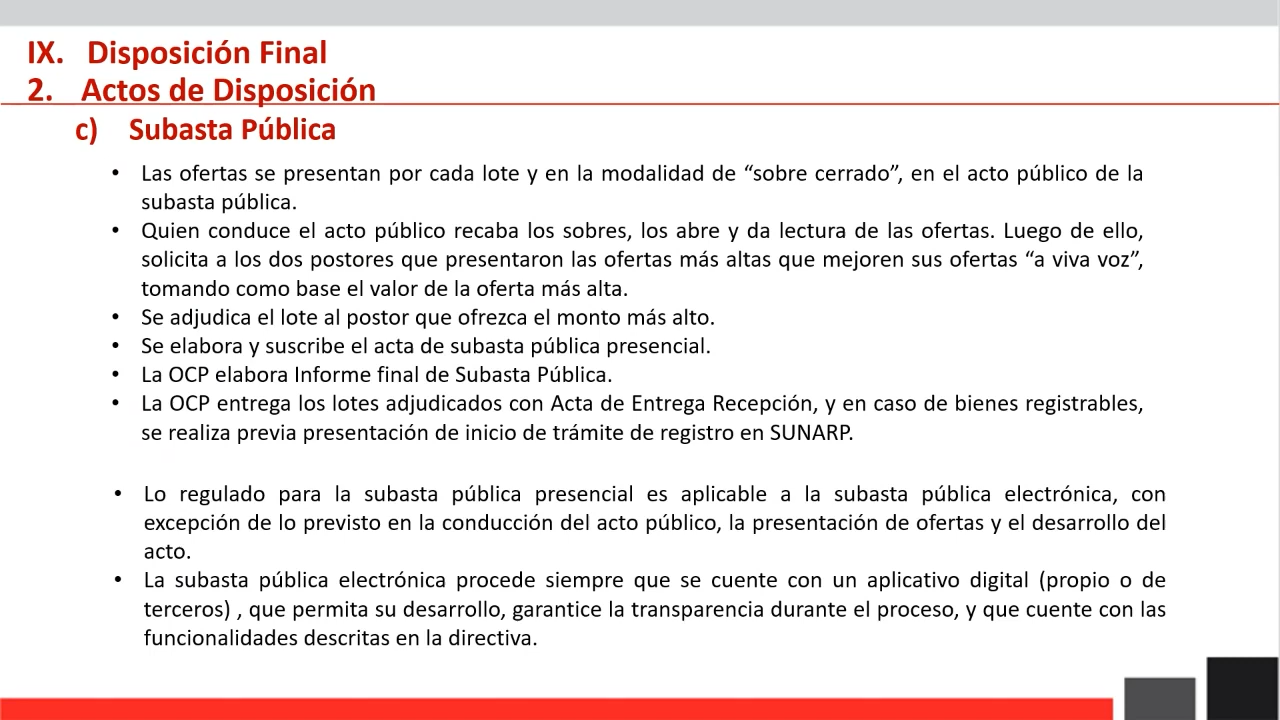 IX. Disposición Final
2. Actos de Disposición
c) Subasta Pública
• Las ofertas se presentan por cada lote y en la modalidad de “sobre cerrado”, en el acto público de la
subasta pública.
• Quien conduce el acto público recaba los sobres, los abre y da lectura de las ofertas. Luego de ello,
solicita a los dos postores que presentaron las ofertas más altas que mejoren sus ofertas “a viva voz”,
tomando como base el valor de la oferta más alta.
• Se adjudica el lote al postor que ofrezca el monto más alto.
• Se elabora y suscribe el acta de subasta pública presencial.
• La OCP elabora Informe final de Subasta Pública.
• La OCP entrega los lotes adjudicados con Acta de Entrega Recepción, y en caso de bienes registrables,
se realiza previa presentación de inicio de trámite de registro en SUNARP.
• Lo regulado para la subasta pública presencial es aplicable a la subasta pública electrónica, con
excepción de lo previsto en la conducción del acto público, la presentación de ofertas y el desarrollo del
acto.
• La subasta pública electrónica procede siempre que se cuente con un aplicativo digital (propio o de
terceros) , que permita su desarrollo, garantice la transparencia durante el proceso, y que cuente con las
funcionalidades descritas en la directiva.